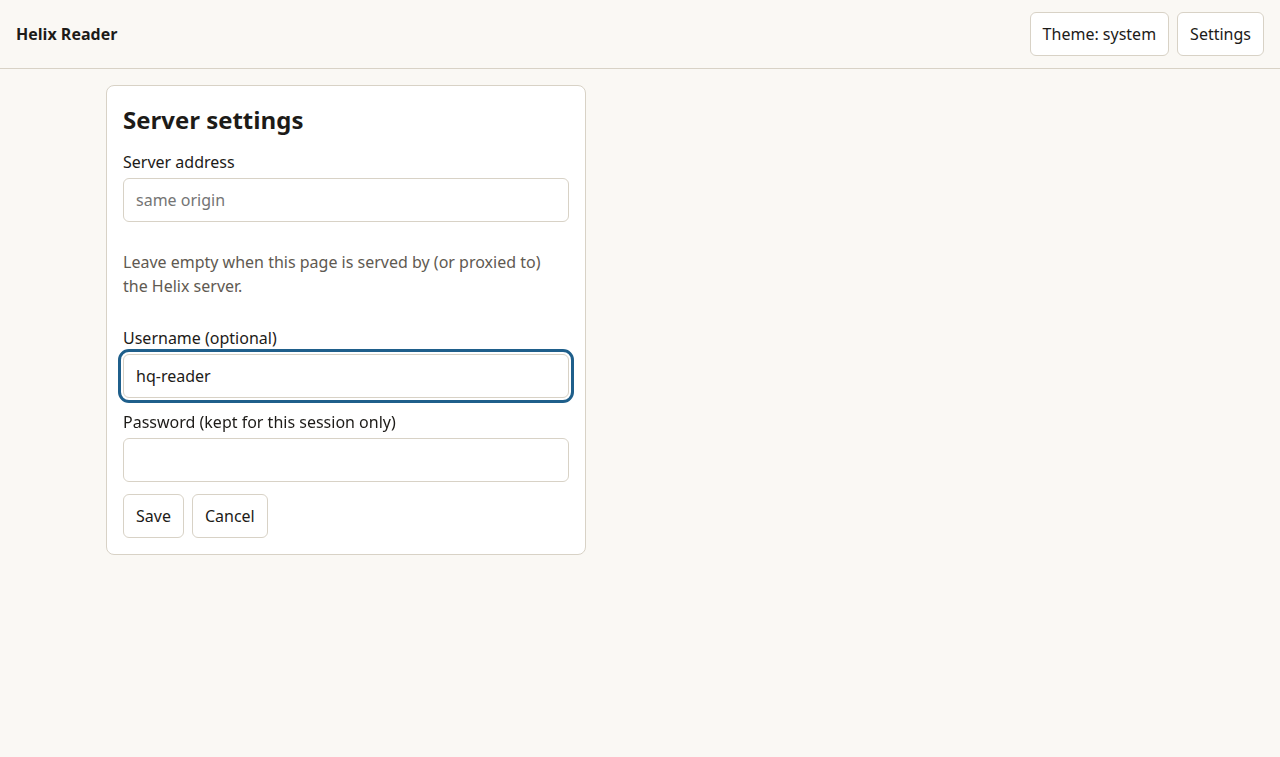 Helix Reader
Theme: system
Settings
Server settings
Server address
same origin
Leave empty when this page is served by (or proxied to)
the Helix server.
Username (optional)
hq-reader
Password (kept for this session only)
Save
Cancel